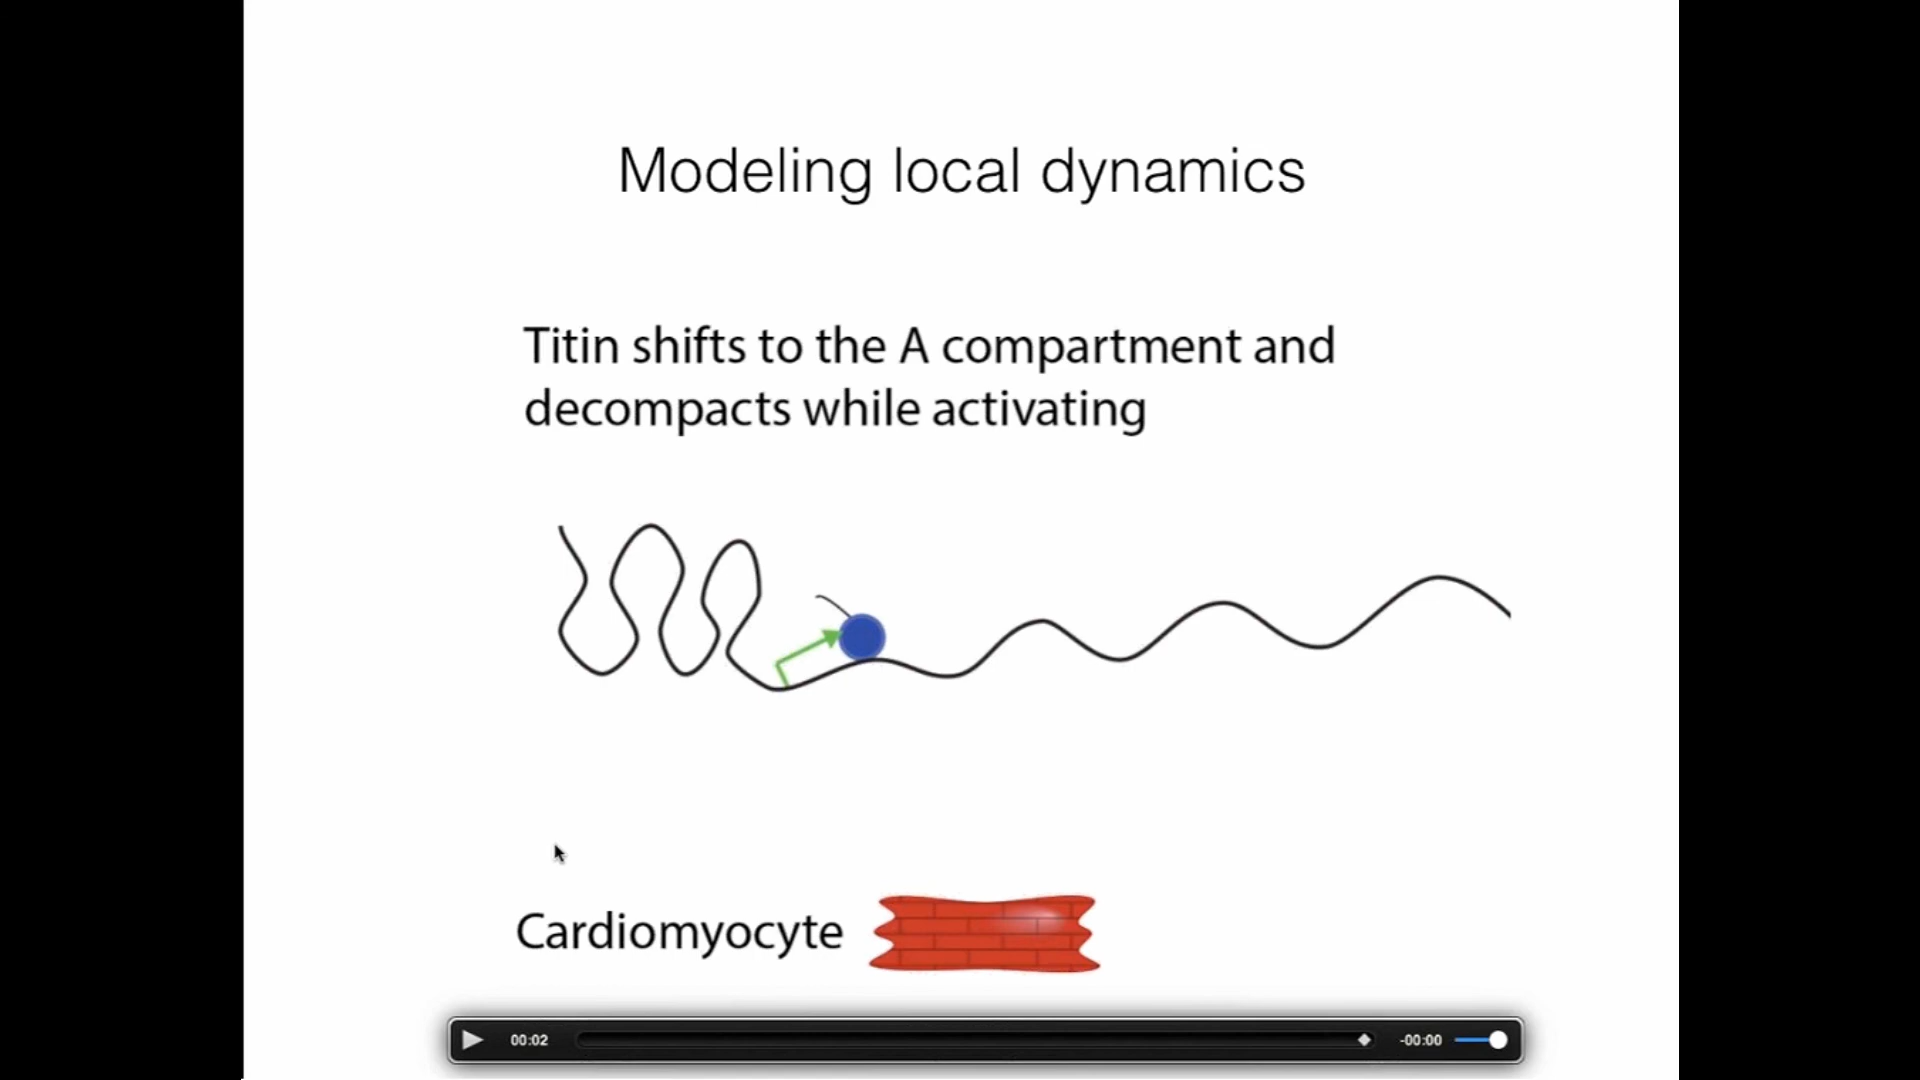 Modeling local dynamics
Titin shifts to the A compartment and
decompacts while activating
Cardiomyocyte
00:02
-00:00